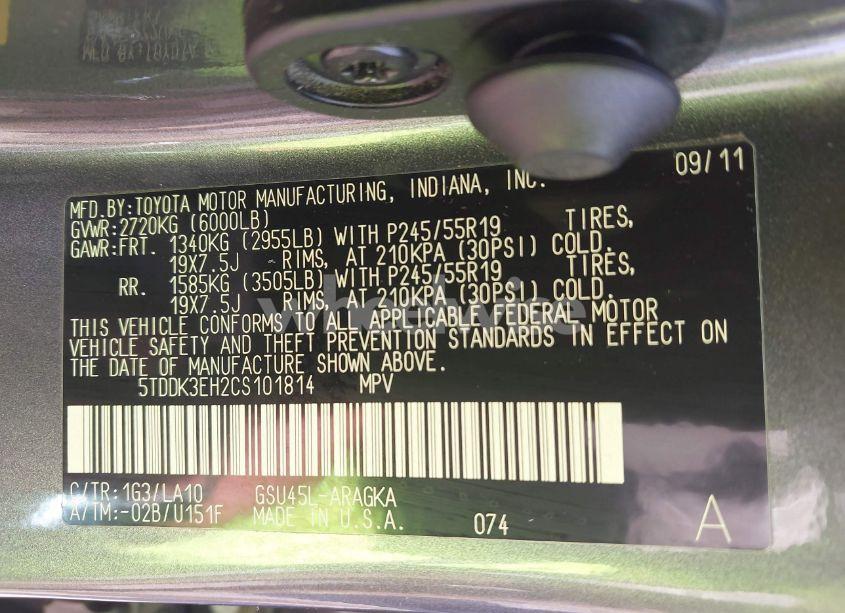 09/11
MFD.BY:TOYOTA MOTOR MANUFACTURING, INDIANA, INC.
GVWR:2720KG (6000LB)
GAWR:FRT. 1340KG (2955LB) WITH P245/55R19 TIRES,
19X7.5J RIMS, AT 210KPA (30PSI) COLD.
RR. 1585KG (3505LB) WITH P245/55R19 TIRES,
19X7.5J RIMS, AT 210KPA (30PSI) COLD.
THIS VEHICLE CONFORMS TO ALL APPLICABLE FEDERAL MOTOR
VEHICLE SAFETY AND THEFT PREVENTION STANDARDS IN EFFECT ON
THE DATE OF MANUFACTURE SHOWN ABOVE.
5TDDK3EH2CS101814 MPV
C/TR:1G3/LA10 GSU45L-ARAGKA
A/TM:-02B/U151F MADE IN U.S.A. 074 A